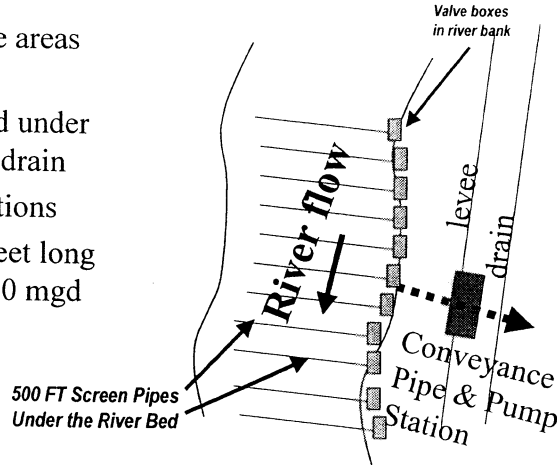 e areas
d under
drain
tions
eet long
0 mgd
Valve boxes
in river bank
River flow
levee
drain
Conveyance
Pipe & Pump
Station
500 FT Screen Pipes
Under the River Bed